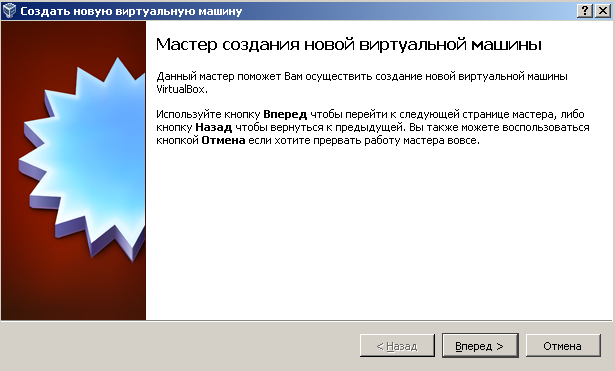 Создать новую виртуальную машину
Мастер создания новой виртуальной машины
Данный мастер поможет Вам осуществить создание новой виртуальной машины
VirtualBox.
Используйте кнопку Вперед чтобы перейти к следующей странице мастера, либо
кнопку Назад чтобы вернуться к предыдущей. Вы также можете воспользоваться
кнопкой Отмена если хотите прервать работу мастера вовсе.
< Назад Вперед > Отмена